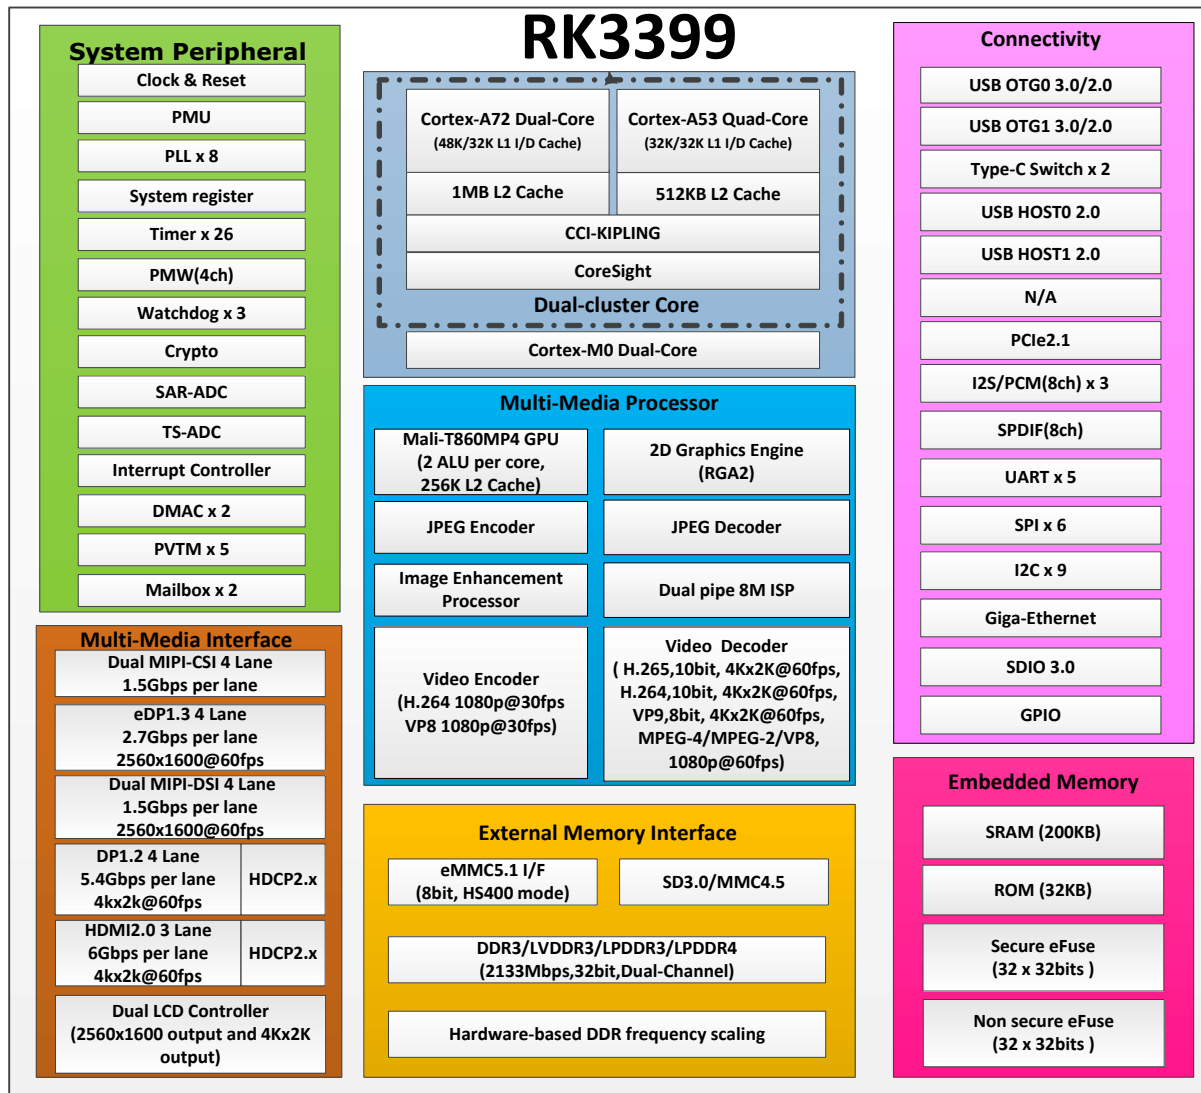 RK3399
System Peripheral
Clock & Reset
PMU
PLL x 8
System register
Timer x 26
PMW(4ch)
Watchdog x 3
Crypto
SAR-ADC
TS-ADC
Interrupt Controller
DMAC x 2
PVTM x 5
Mailbox x 2
Multi-Media Interface
Dual MIPI-CSI 4 Lane
1.5Gbps per lane
eDP1.3 4 Lane
2.7Gbps per lane
2560x1600@60fps
Dual MIPI-DSI 4 Lane
1.5Gbps per lane
2560x1600@60fps
DP1.2 4 Lane
5.4Gbps per lane
4kx2k@60fps
HDCP2.x
HDMI2.0 3 Lane
6Gbps per lane
4kx2k@60fps
HDCP2.x
Dual LCD Controller
(2560x1600 output and 4Kx2K
output)
Cortex-A72 Dual-Core
(48K/32K L1 I/D Cache)
Cortex-A53 Quad-Core
(32K/32K L1 I/D Cache)
1MB L2 Cache
512KB L2 Cache
CCI-KIPLING
CoreSight
Dual-cluster Core
Cortex-M0 Dual-Core
Multi-Media Processor
Mali-T860MP4 GPU
(2 ALU per core,
256K L2 Cache)
2D Graphics Engine
(RGA2)
JPEG Encoder
JPEG Decoder
Image Enhancement
Processor
Dual pipe 8M ISP
Video Encoder
(H.264 1080p@30fps
VP8 1080p@30fps)
Video Decoder
( H.265,10bit, 4Kx2K@60fps,
H.264,10bit, 4Kx2K@60fps,
VP9,8bit, 4Kx2K@60fps,
MPEG-4/MPEG-2/VP8,
1080p@60fps)
External Memory Interface
eMMC5.1 I/F
(8bit, HS400 mode)
SD3.0/MMC4.5
DDR3/LVDDR3/LPDDR3/LPDDR4
(2133Mbps,32bit,Dual-Channel)
Hardware-based DDR frequency scaling
Connectivity
USB OTG0 3.0/2.0
USB OTG1 3.0/2.0
Type-C Switch x 2
USB HOST0 2.0
USB HOST1 2.0
N/A
PCIe2.1
I2S/PCM(8ch) x 3
SPDIF(8ch)
UART x 5
SPI x 6
I2C x 9
Giga-Ethernet
SDIO 3.0
GPIO
Embedded Memory
SRAM (200KB)
ROM (32KB)
Secure eFuse
(32 x 32bits )
Non secure eFuse
(32 x 32bits )